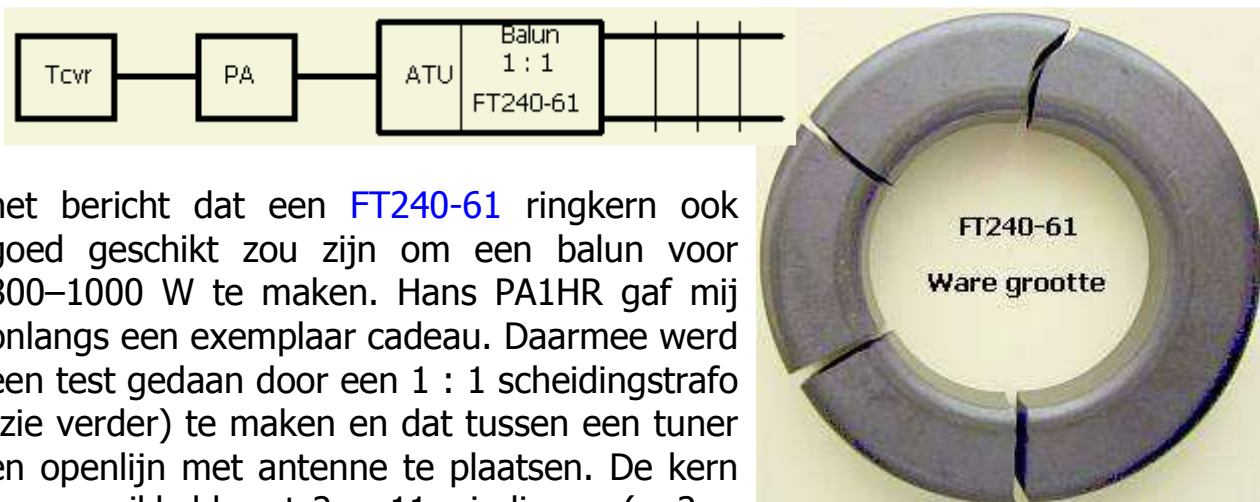 Tcvr
PA
ATU
Balun
1 : 1
FT240-61
het bericht dat een FT240-61 ringkern ook
goed geschikt zou zijn om een balun voor
800–1000 W te maken. Hans PA1HR gaf mij
onlangs een exemplaar cadeau. Daarmee werd
een test gedaan door een 1 : 1 scheidingstrafo
(zie verder) te maken en dat tussen een tuner
en openlijn met antenne te plaatsen. De kern
FT240-61
Ware grootte